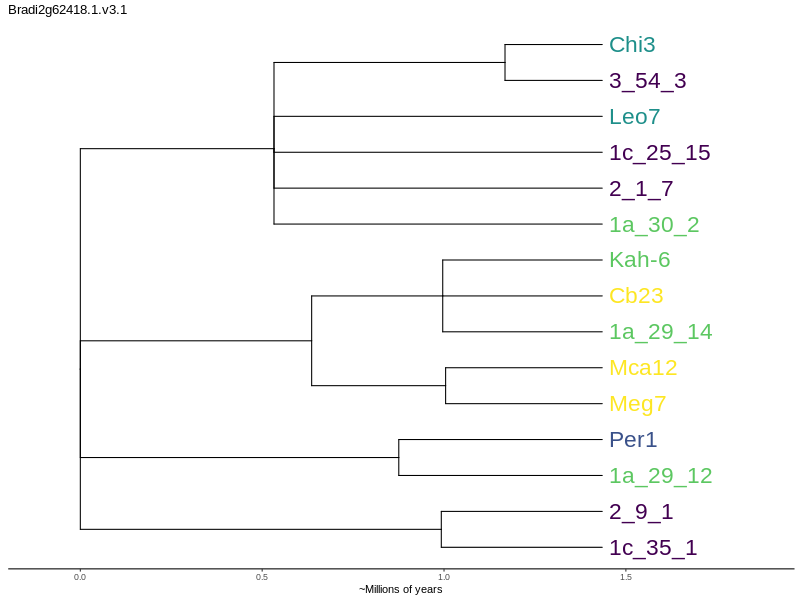 Bradi2g62418.1.v3.1
Chi3
3_54_3
Leo7
1c_25_15
2_1_7
1a_30_2
Kah-6
Cb23
1a_29_14
Mca12
Meg7
Per1
1a_29_12
2_9_1
1c_35_1
0.0 0.5 1.0 1.5
~Millions of years